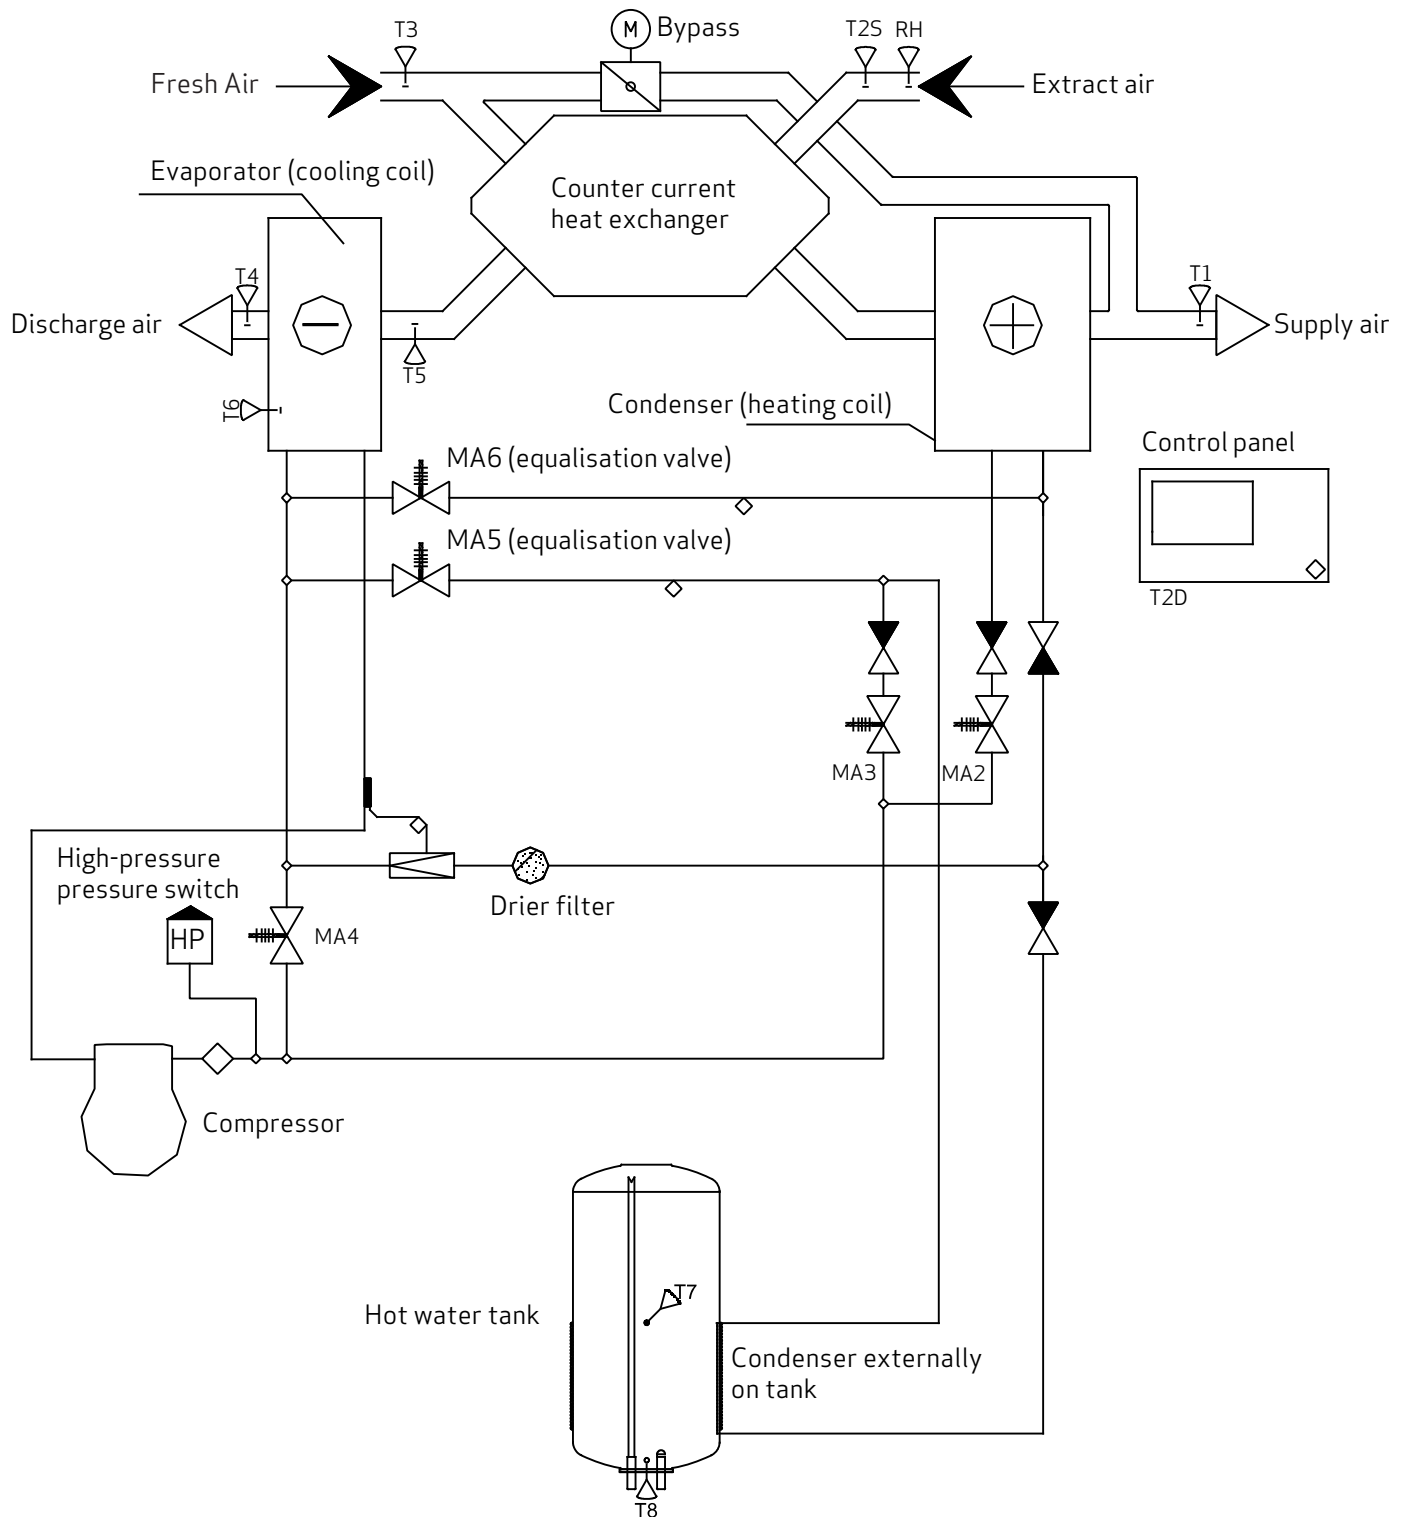 T3
M
Bypass
T2S
RH
Fresh Air
Extract air
Evaporator (cooling coil)
Counter current
heat exchanger
T4
T1
Discharge air
Supply air
T5
T6
Condenser (heating coil)
Control panel
MA6 (equalisation valve)
MA5 (equalisation valve)
T2D
MA3
MA2
High-pressure
pressure switch
Drier filter
HP
MA4
Compressor
T7
Hot water tank
Condenser externally
on tank
T8